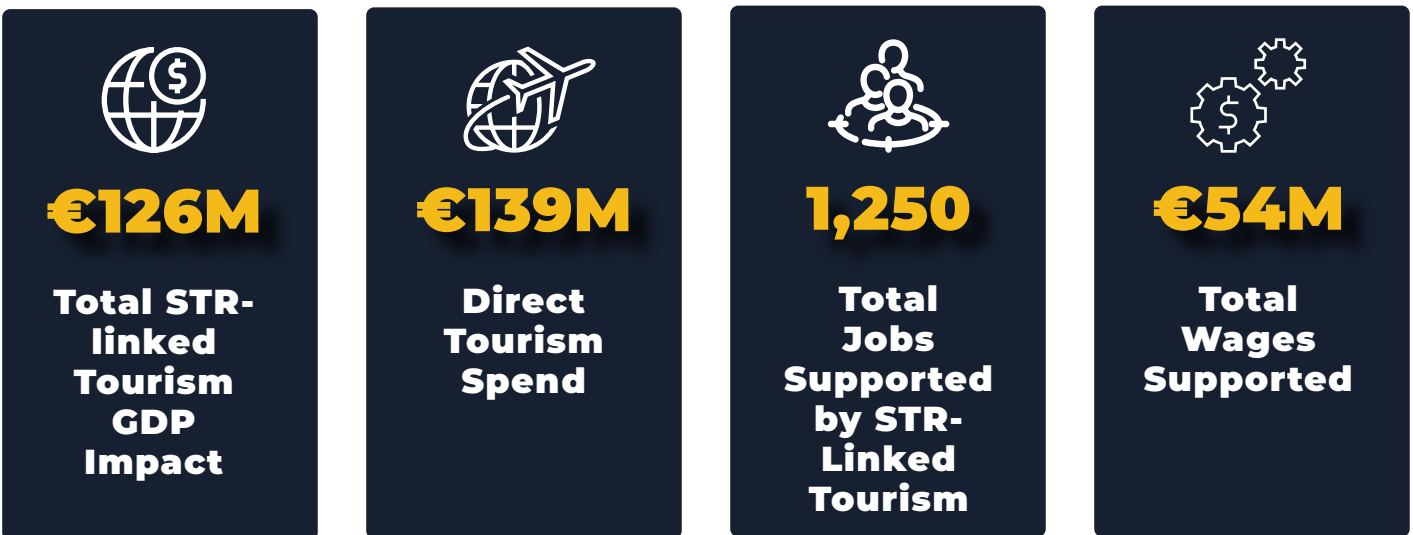 €126M
Total STR-
linked
Tourism
GDP
Impact
€139M
Direct
Tourism
Spend
1,250
Total
Jobs
Supported
by STR-
Linked
Tourism
€54M
Total
Wages
Supported